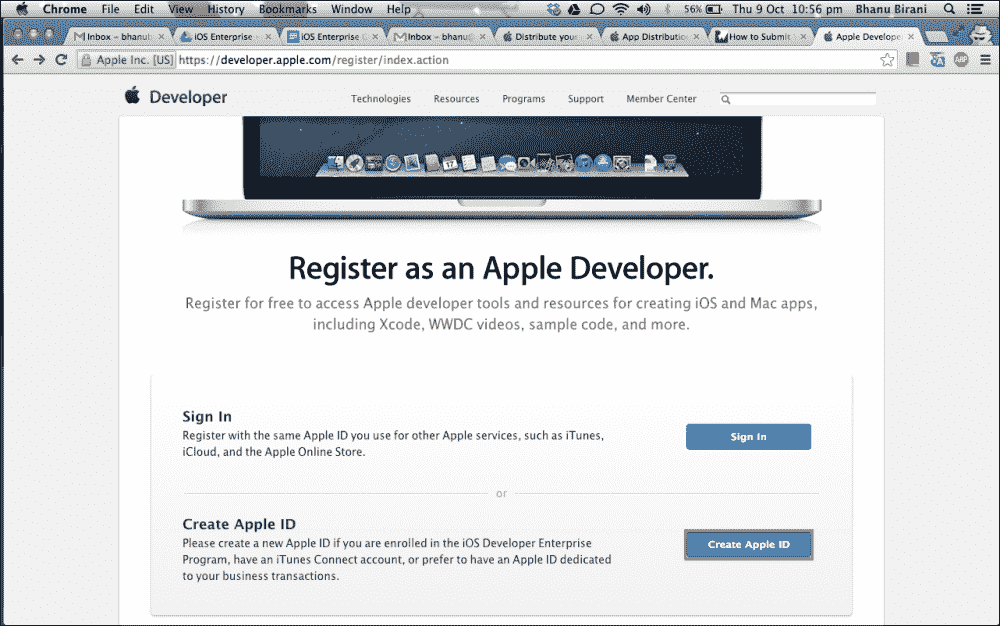 Chrome File Edit View History Bookmarks Window Help 56% Thu 9 Oct 10:56 pm Bhanu Birani
Inbox – bhanu iOS Enterprise iOS Enterprise Inbox – bhanu Distribute your App Distributio How to Submit Apple Develope
Apple Inc. [US] https://developer.apple.com/register/index.action
Developer Technologies Resources Programs Support Member Center
17
Register as an Apple Developer.
Register for free to access Apple developer tools and resources for creating iOS and Mac apps,
including Xcode, WWDC videos, sample code, and more.
Sign In
Register with the same Apple ID you use for other Apple services, such as iTunes,
iCloud, and the Apple Online Store.
Sign In
or
Create Apple ID
Please create a new Apple ID if you are enrolled in the iOS Developer Enterprise
Program, have an iTunes Connect account, or prefer to have an Apple ID dedicated
to your business transactions.
Create Apple ID